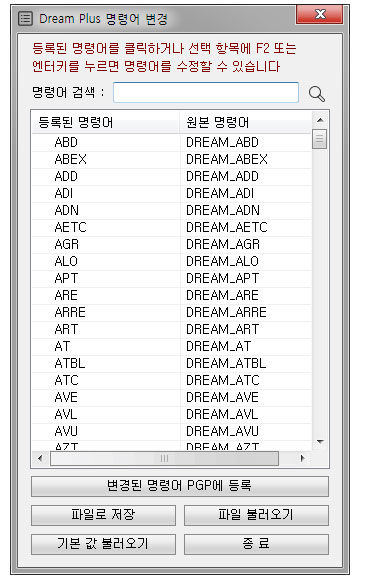 Dream Plus 명령어 변경
등록된 명령어를 클릭하거나 선택 항목에 F2 또는
엔터키를 누르면 명령어를 수정할 수 있습니다
명령어 검색 :
등록된 명령어 원본 명령어
ABD DREAM_ABD
ABEX DREAM_ABEX
ADD DREAM_ADD
ADI DREAM_ADI
ADN DREAM_ADN
AETC DREAM_AETC
AGR DREAM_AGR
ALO DREAM_ALO
APT DREAM_APT
ARE DREAM_ARE
ARRE DREAM_ARRE
ART DREAM_ART
AT DREAM_AT
ATBL DREAM_ATBL
ATC DREAM_ATC
AVE DREAM_AVE
AVL DREAM_AVL
AVU DREAM_AVU
AZT DREAM_AZT
변경된 명령어 PGP에 등록
파일로 저장 파일 불러오기
기본 값 불러오기 종 료